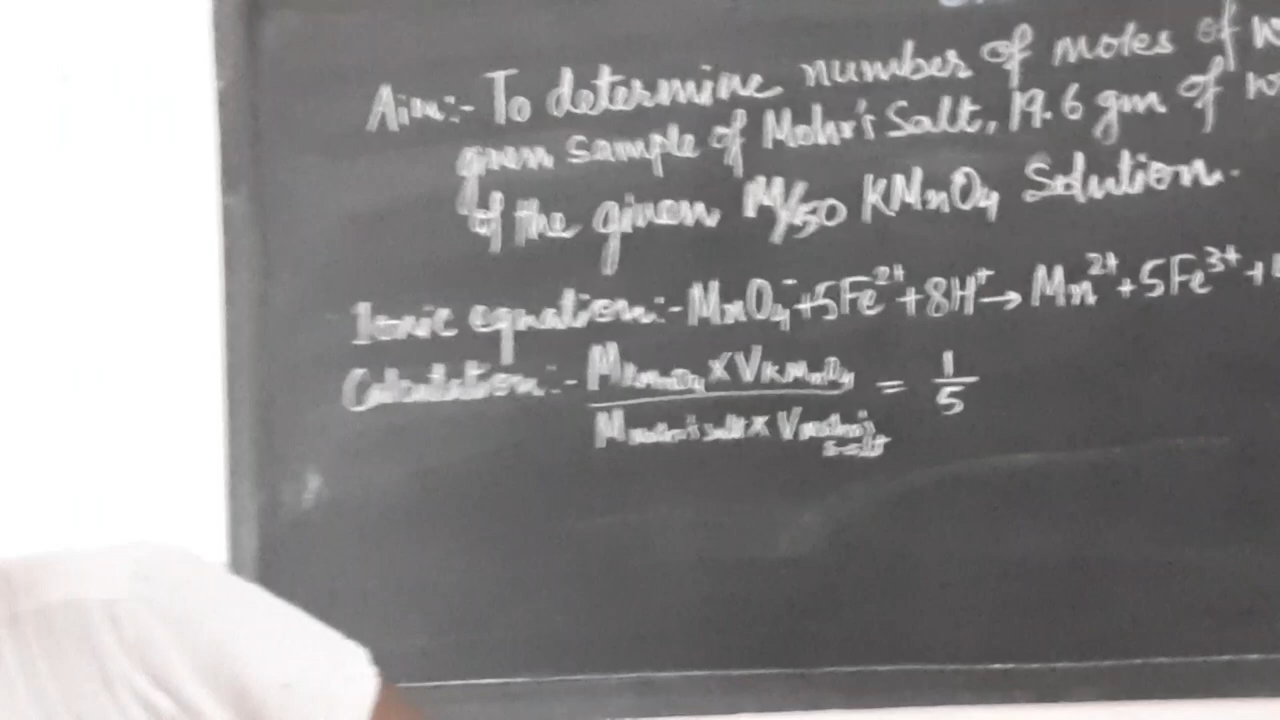 Aim:- To determine number of moles of
given sample of Mohr's Salt, 19.6 gm of
of the given M/50 KMnO4 Solution.
Ionic equation:- MnO4- + 5Fe2+ + 8H+ → Mn2+ + 5Fe3+ +
Calculation:- MKMnO4 × VKMnO4 / MMohr's salt × VMohr's salt = 1/5